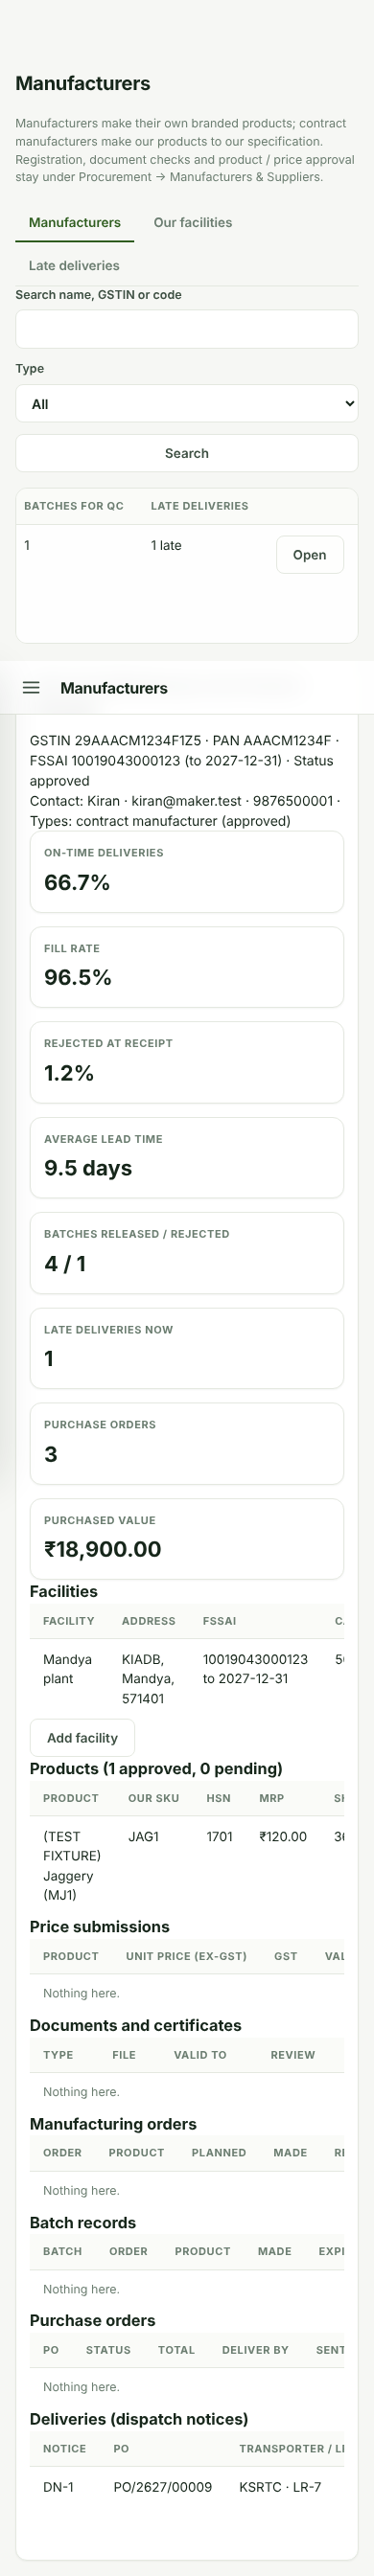 Manufacturers
Manufacturers make their own branded products; contract
manufacturers make our products to our specification.
Registration, document checks and product / price approval
stay under Procurement → Manufacturers & Suppliers.
Manufacturers
Our facilities
Late deliveries
Search name, GSTIN or code
Type
All
Search
BATCHES FOR QC LATE DELIVERIES
1 1 late Open
Manufacturers
GSTIN 29AAACM1234F1Z5 · PAN AAACM1234F ·
FSSAI 10019043000123 (to 2027-12-31) · Status
approved
Contact: Kiran · kiran@maker.test · 9876500001 ·
Types: contract manufacturer (approved)
ON-TIME DELIVERIES
66.7%
FILL RATE
96.5%
REJECTED AT RECEIPT
1.2%
AVERAGE LEAD TIME
9.5 days
BATCHES RELEASED / REJECTED
4 / 1
LATE DELIVERIES NOW
1
PURCHASE ORDERS
3
PURCHASED VALUE
₹18,900.00
Facilities
FACILITY ADDRESS FSSAI
Mandya KIADB, 10019043000123
plant Mandya, to 2027-12-31
571401
Add facility
Products (1 approved, 0 pending)
PRODUCT OUR SKU HSN MRP
(TEST JAG1 1701 ₹120.00
FIXTURE)
Jaggery
(MJ1)
Price submissions
PRODUCT UNIT PRICE (EX-GST) GST
Nothing here.
Documents and certificates
TYPE FILE VALID TO REVIEW
Nothing here.
Manufacturing orders
ORDER PRODUCT PLANNED MADE
Nothing here.
Batch records
BATCH ORDER PRODUCT MADE
Nothing here.
Purchase orders
PO STATUS TOTAL DELIVER BY SENT
Nothing here.
Deliveries (dispatch notices)
NOTICE PO TRANSPORTER /
DN-1 PO/2627/00009 KSRTC · LR-7